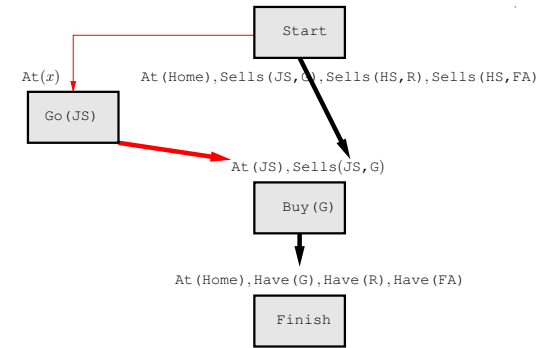 Start
At(x)
At(Home),Sells(JS,G),Sells(HS,R),Sells(HS,FA)
Go(JS)
At(JS),Sells(JS,G)
Buy(G)
At(Home),Have(G),Have(R),Have(FA)
Finish